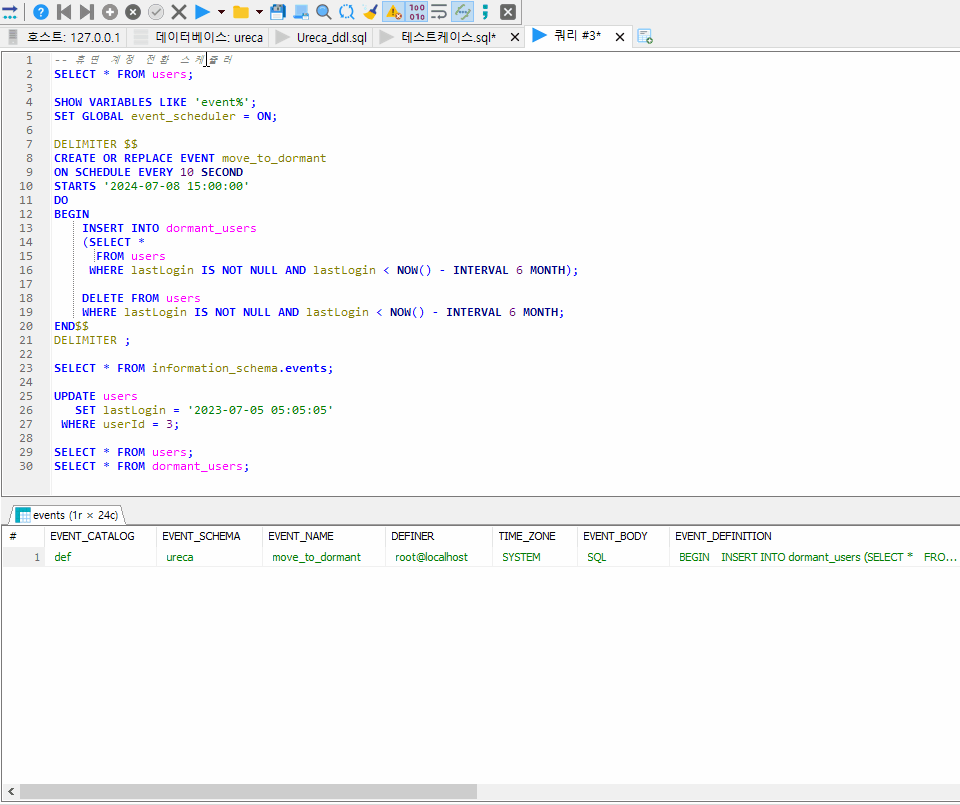 호스트: 127.0.0.1 데이터베이스: ureca Ureca_ddl.sql 테스트케이스.sql* 쿼리 #3*
1 -- 휴면 계정 전환 스케줄러
2 SELECT * FROM users;
3
4 SHOW VARIABLES LIKE 'event%';
5 SET GLOBAL event_scheduler = ON;
6
7 DELIMITER $$
8 CREATE OR REPLACE EVENT move_to_dormant
9 ON SCHEDULE EVERY 10 SECOND
10 STARTS '2024-07-08 15:00:00'
11 DO
12 BEGIN
13 INSERT INTO dormant_users
14 (SELECT *
15 FROM users
16 WHERE lastLogin IS NOT NULL AND lastLogin < NOW() - INTERVAL 6 MONTH);
17
18 DELETE FROM users
19 WHERE lastLogin IS NOT NULL AND lastLogin < NOW() - INTERVAL 6 MONTH;
20 END$$
21 DELIMITER ;
22
23 SELECT * FROM information_schema.events;
24
25 UPDATE users
26 SET lastLogin = '2023-07-05 05:05:05'
27 WHERE userId = 3;
28
29 SELECT * FROM users;
30 SELECT * FROM dormant_users;
events (1r × 24c)
# EVENT_CATALOG EVENT_SCHEMA EVENT_NAME DEFINER TIME_ZONE EVENT_BODY EVENT_DEFINITION
1 def ureca move_to_dormant root@localhost SYSTEM SQL BEGIN INSERT INTO dormant_users (SELECT * FRO...